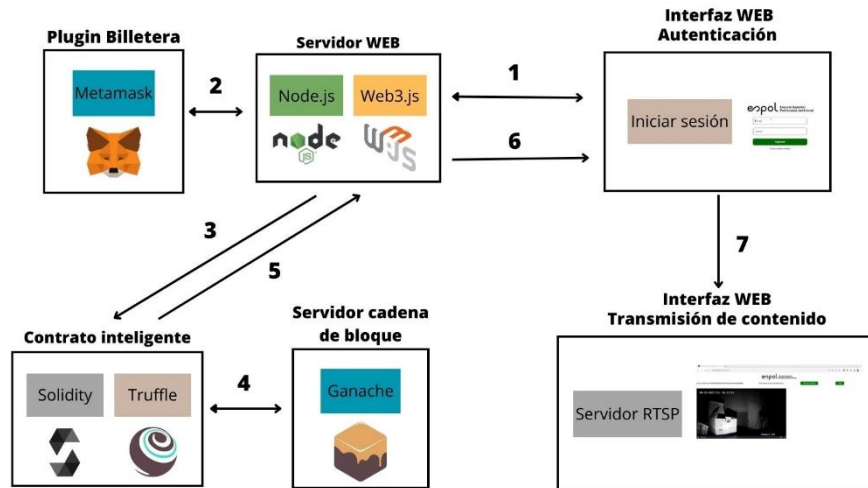 Plugin Billetera
Metamask
2
Servidor WEB
Node.js
Web3.js
node
JS
JS
1
6
Interfaz WEB
Autenticación
Iniciar sesión
espol
3
5
7
Contrato inteligente
Solidity
Truffle
4
Servidor cadena
de bloque
Ganache
Interfaz WEB
Transmisión de contenido
Servidor RTSP
espol